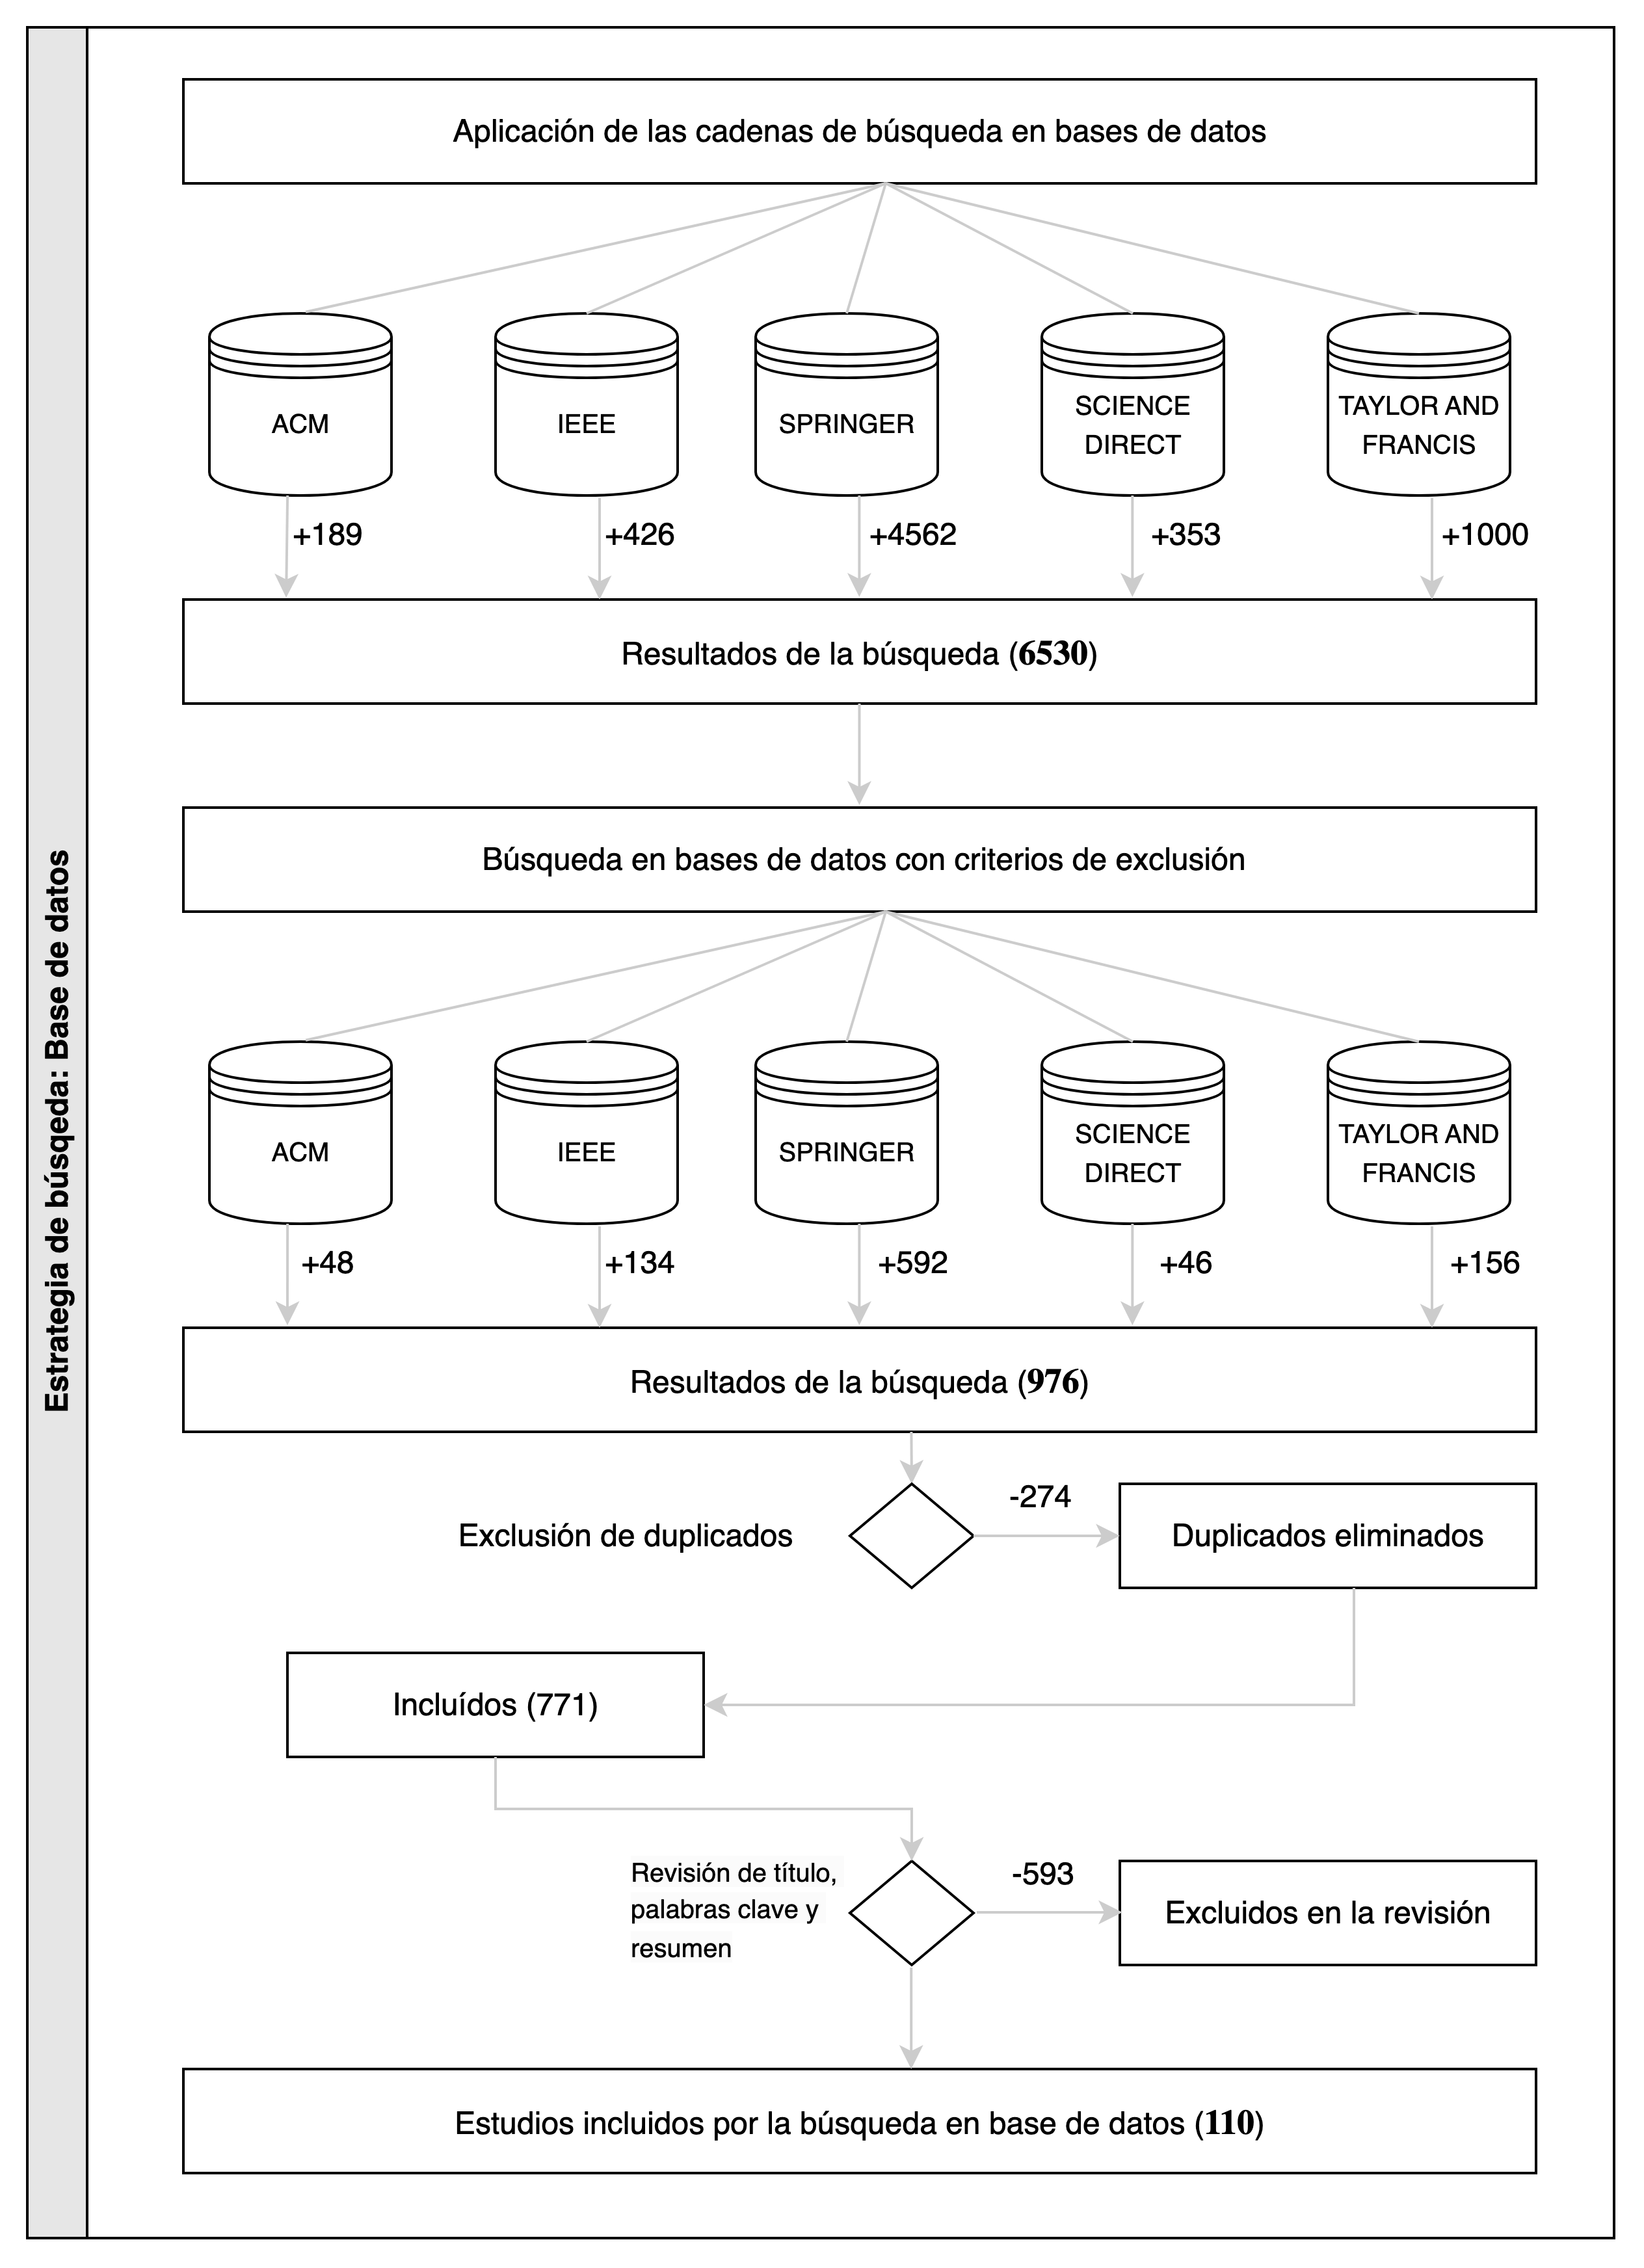 Estrategia de búsqeda: Base de datos
Aplicación de las cadenas de búsqueda en bases de datos
ACM
IEEE
SPRINGER
SCIENCE
DIRECT
TAYLOR AND
FRANCIS
+189
+426
+4562
+353
+1000
Resultados de la búsqueda (6530)
Búsqueda en bases de datos con criterios de exclusión
ACM
IEEE
SPRINGER
SCIENCE
DIRECT
TAYLOR AND
FRANCIS
+48
+134
+592
+46
+156
Resultados de la búsqueda (976)
Exclusión de duplicados
-274
Duplicados eliminados
Incluídos (771)
Revisión de título,
palabras clave y
resumen
-593
Excluidos en la revisión
Estudios incluidos por la búsqueda en base de datos (110)